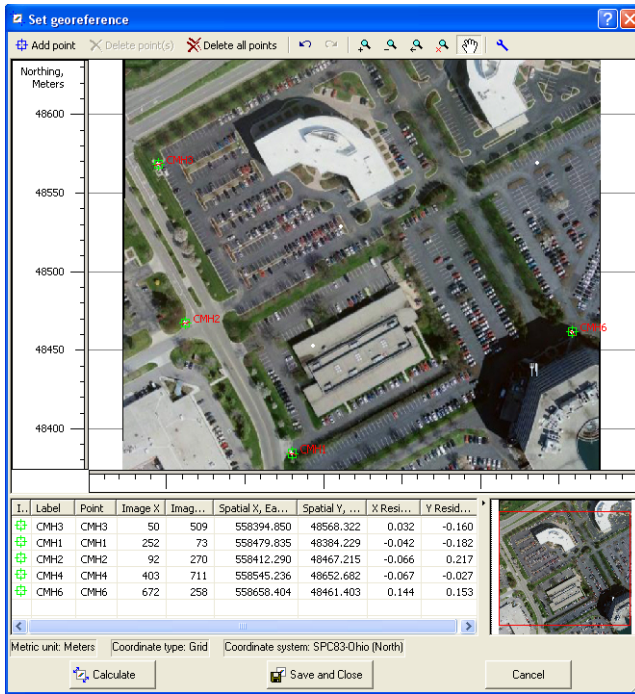 Set georeference
Add point Delete point(s) Delete all points
Northing,
Meters
48600
48550
48500
48450
48400
CMH2
CMH6
CMH1
I.. Label Point Image X Imag... Spatial X, Ea... Spatial Y, ... X Resi... Y Resid...
CMH3 CMH3 50 509 558394.850 48568.322 0.032 -0.160
CMH1 CMH1 252 73 558479.835 48384.229 -0.042 -0.182
CMH2 CMH2 92 270 558412.290 48467.215 -0.066 0.217
CMH4 CMH4 403 711 558545.236 48652.682 -0.067 -0.027
CMH6 CMH6 672 258 558658.404 48461.403 0.144 0.153
Metric unit: Meters Coordinate type: Grid Coordinate system: SPC83-Ohio (North)
Calculate Save and Close Cancel